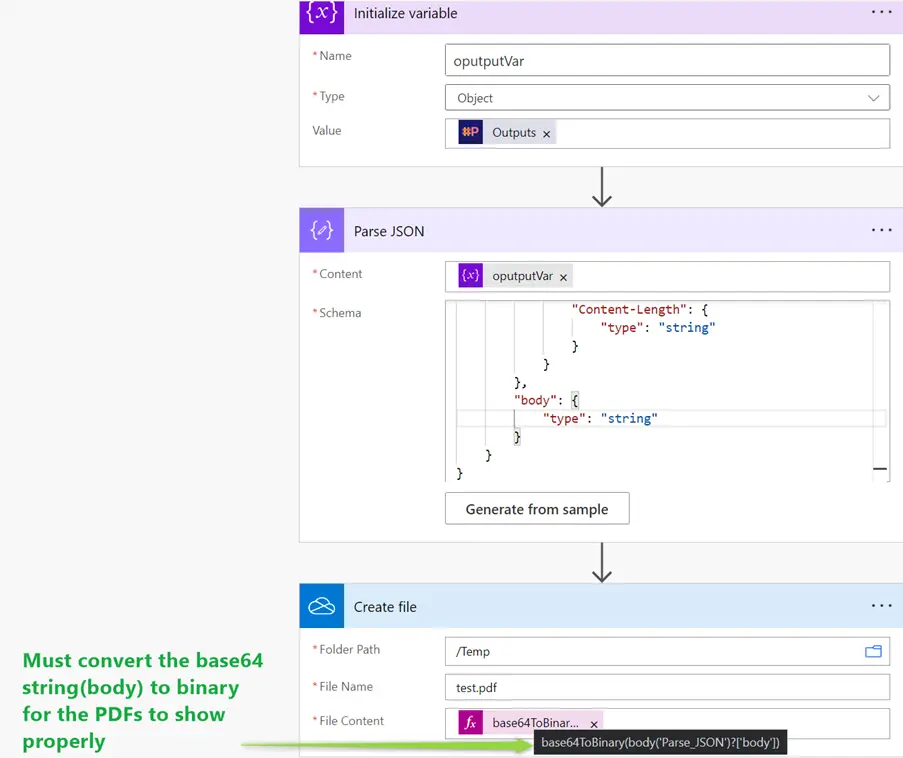 {x} Initialize variable ···
*Name oputputVar
*Type Object
Value #P Outputs ×
{ } Parse JSON ···
*Content {x} oputputVar ×
*Schema
"Content-Length": {
"type": "string"
}
}
},
"body": {
"type": "string"
}
}
}
Generate from sample
Create file ···
*Folder Path /Temp
*File Name test.pdf
*File Content fx base64ToBinar... ×
base64ToBinary(body('Parse_JSON')?['body'])
Must convert the base64
string(body) to binary
for the PDFs to show
properly